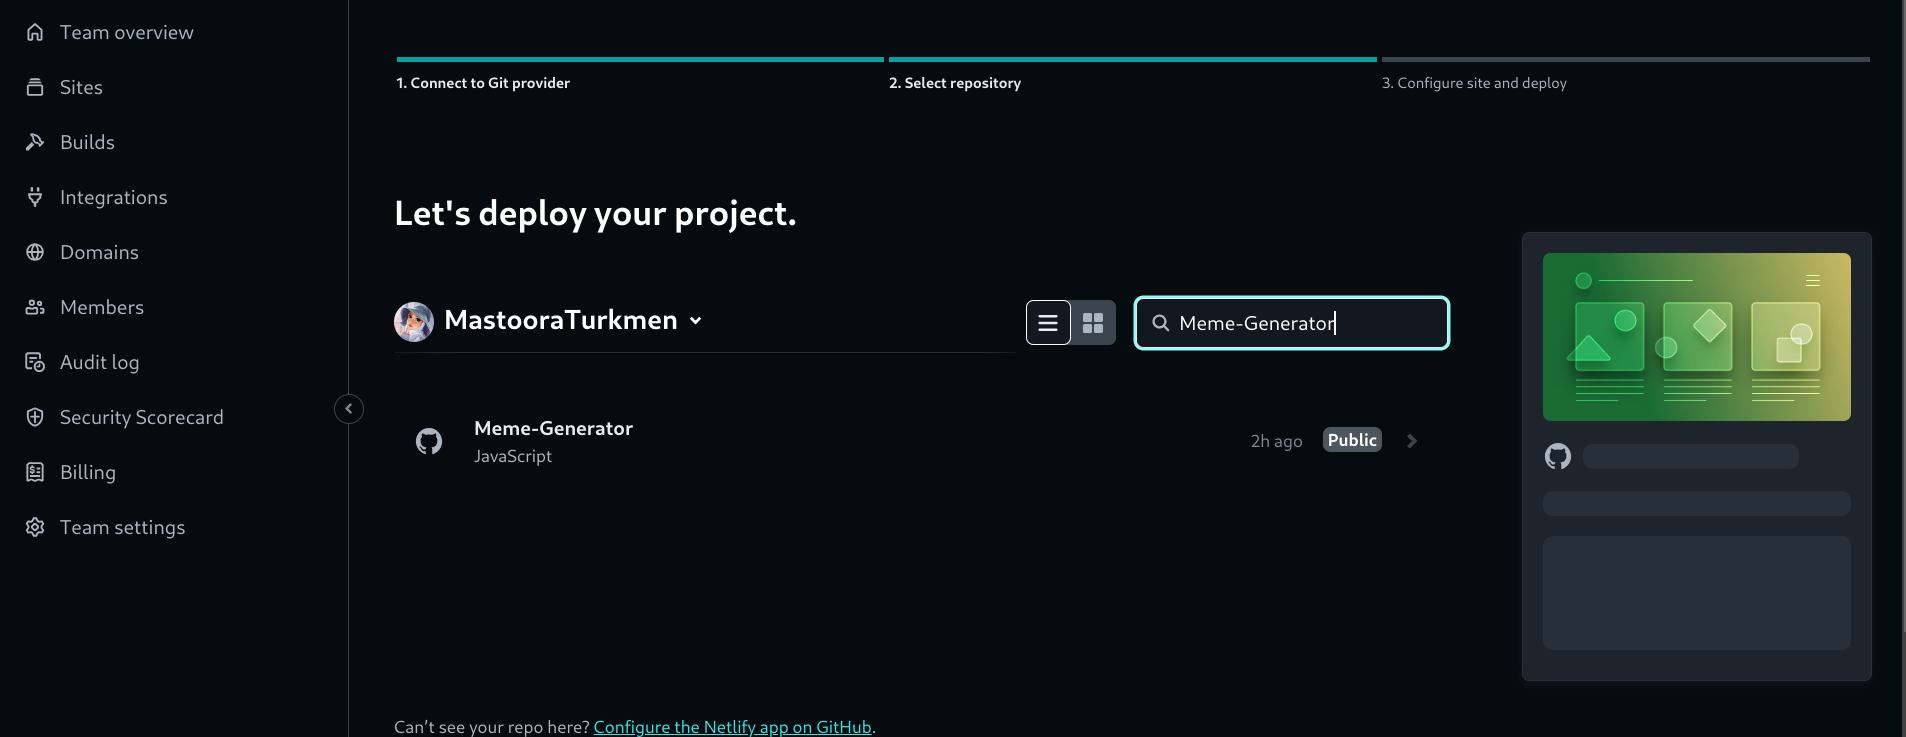 Team overview
Sites
Builds
Integrations
Domains
Members
Audit log
Security Scorecard
Billing
Team settings
1. Connect to Git provider
2. Select repository
3. Configure site and deploy
Let's deploy your project.
MastooraTurkmen
Meme-Generator
Meme-Generator
JavaScript
2h ago
Public
Can’t see your repo here? Configure the Netlify app on GitHub.